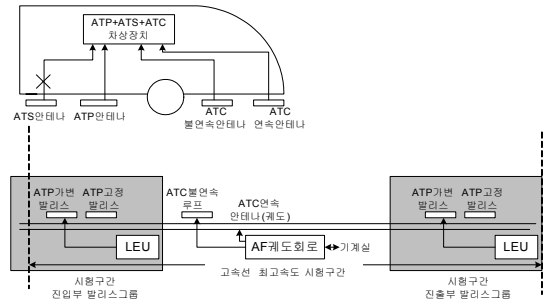 ATP+ATS+ATC
차상장치
ATS안테나
ATP안테나
ATC
불연속안테나
ATC
연속안테나
ATP가변
발리스
ATP고정
발리스
ATC불연속
루프
ATC연속
안테나(궤도)
ATP가변
발리스
ATP고정
발리스
LEU
AF궤도회로
기계실
LEU
시험구간
진입부 발리스그룹
고속선 최고속도 시험구간
시험구간
진출부 발리스그룹